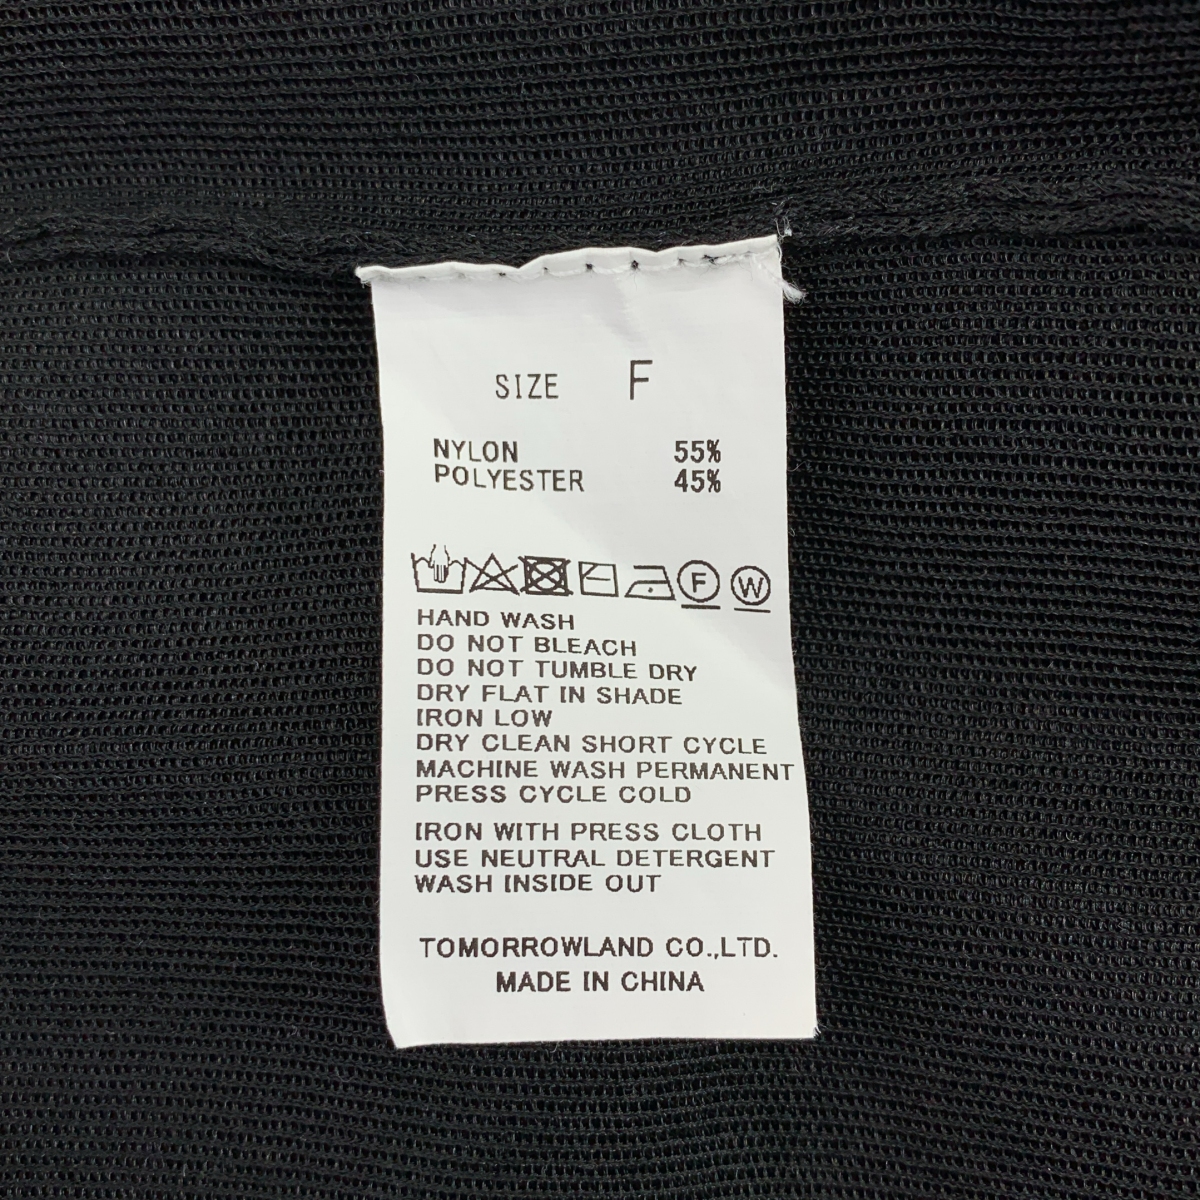 SIZE F
NYLON 55%
POLYESTER 45%
F W
HAND WASH
DO NOT BLEACH
DO NOT TUMBLE DRY
DRY FLAT IN SHADE
IRON LOW
DRY CLEAN SHORT CYCLE
MACHINE WASH PERMANENT
PRESS CYCLE COLD
IRON WITH PRESS CLOTH
USE NEUTRAL DETERGENT
WASH INSIDE OUT
TOMORROWLAND CO.,LTD.
MADE IN CHINA